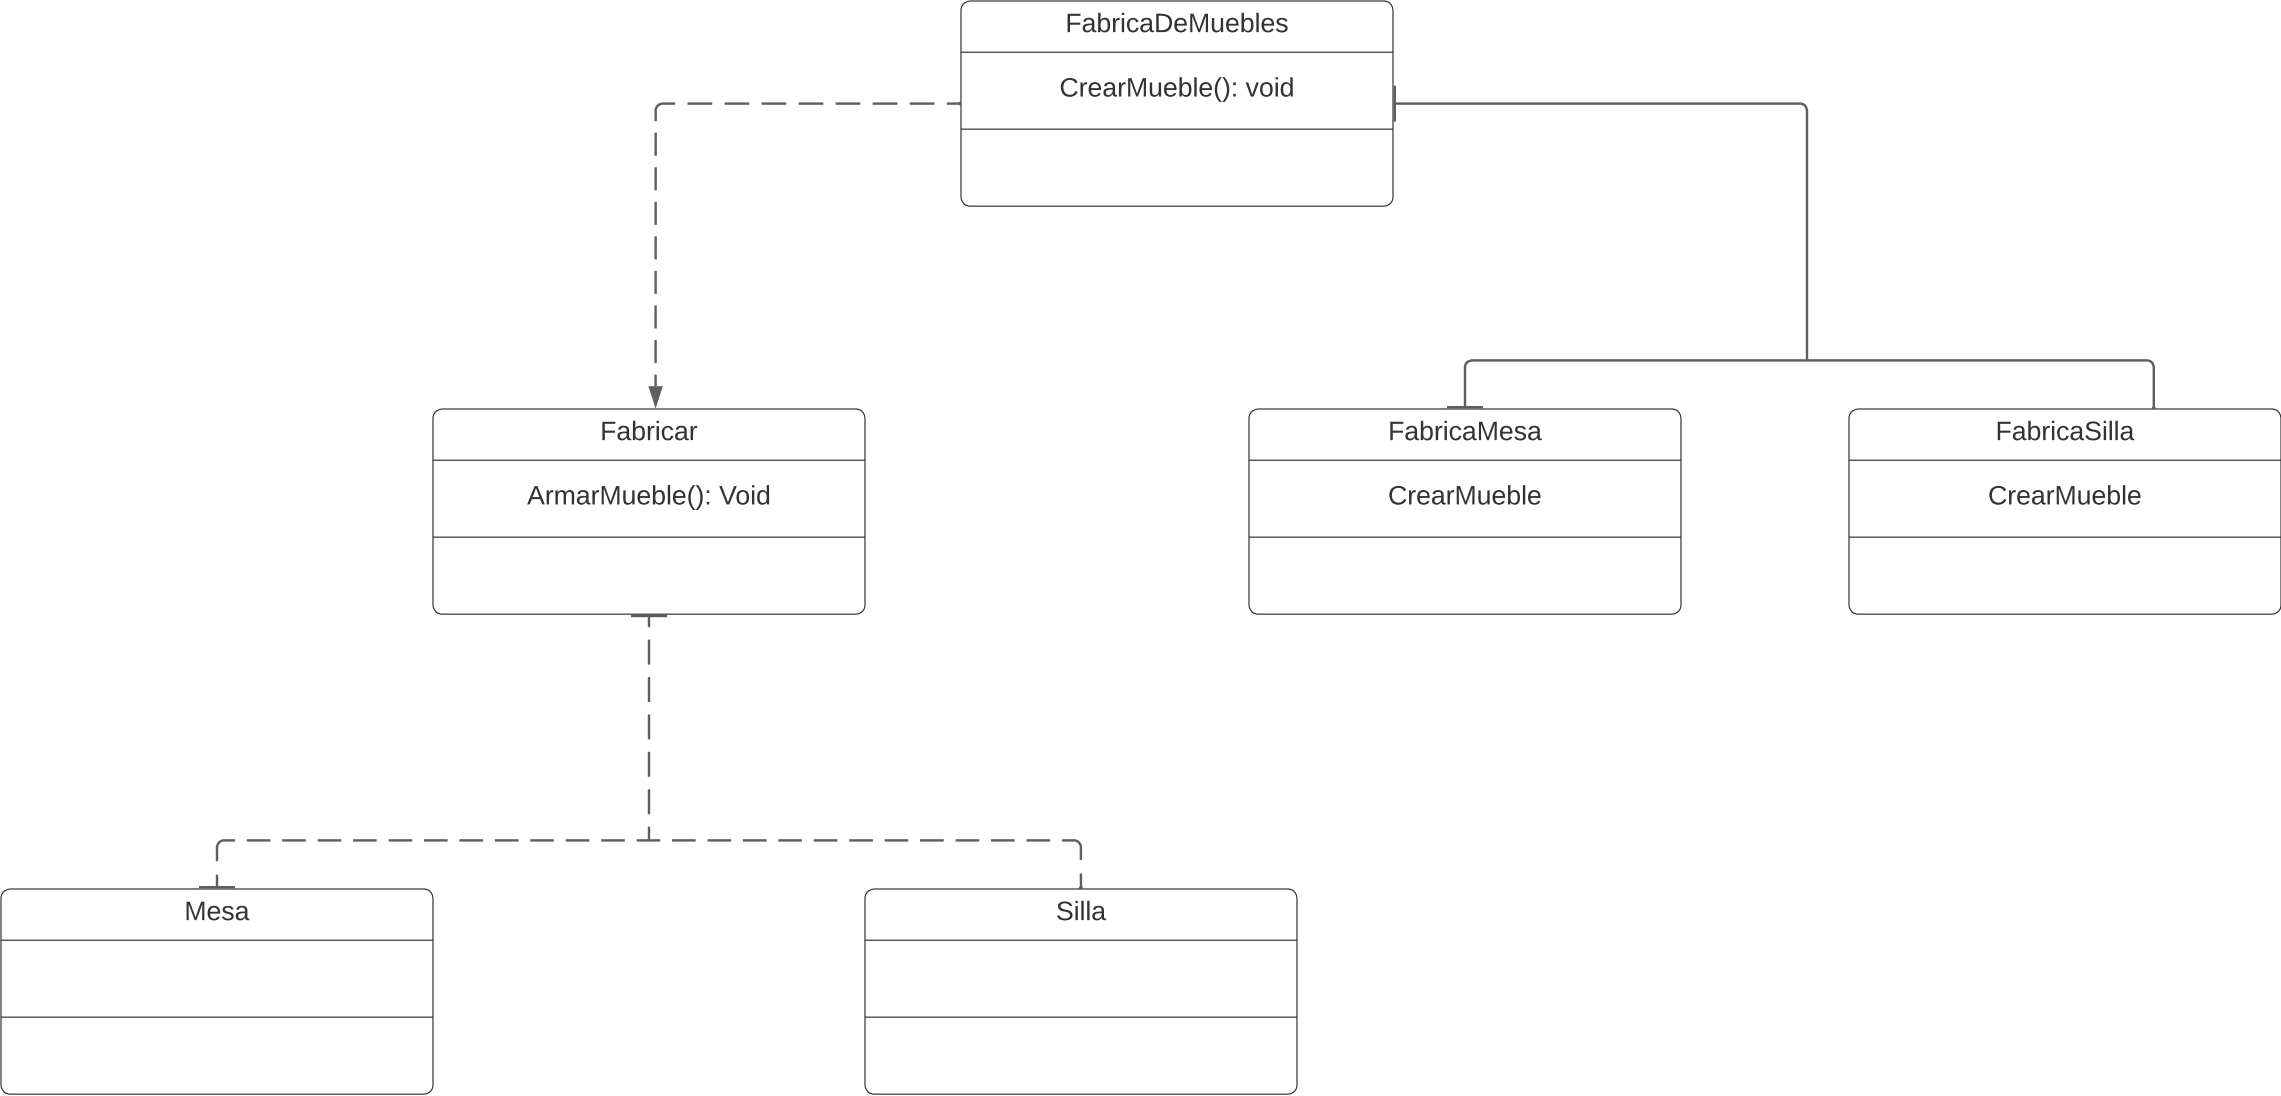 FabricaDeMuebles
CrearMueble(): void
Fabricar
ArmarMueble(): Void
FabricaMesa
CrearMueble
FabricaSilla
CrearMueble
Mesa
Silla